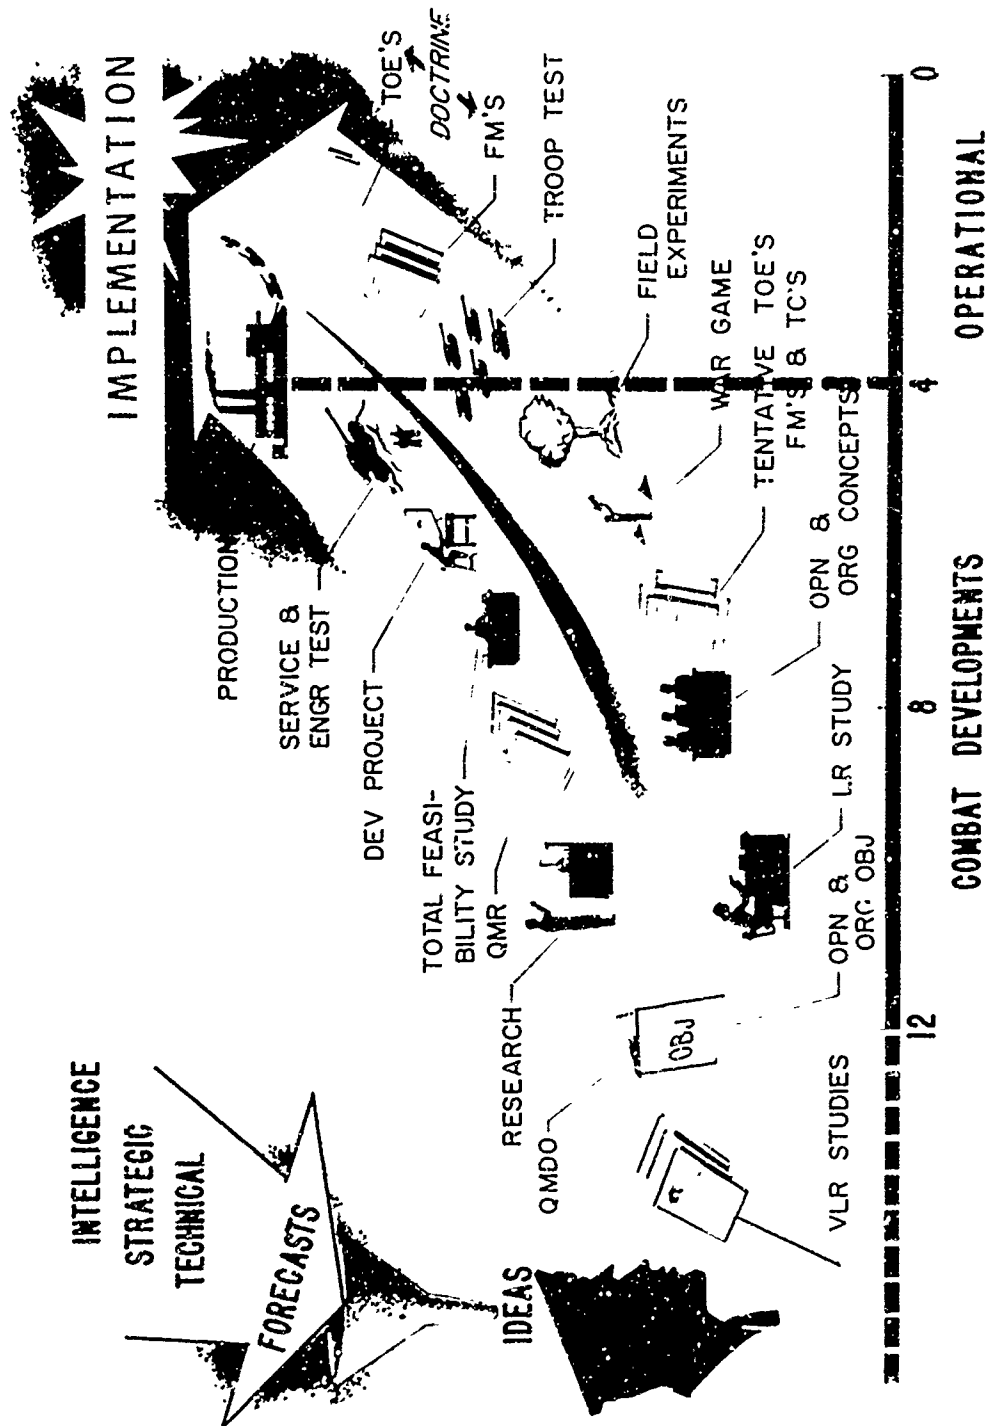 INTELLIGENCE
STRATEGIC
TECHNICAL
FORECASTS
IDEAS
IMPLEMENTATION
PRODUCTION
SERVICE &
ENGR TEST
DEV PROJECT
TOTAL FEASI-
BILITY STUDY
QMR
RESEARCH
QMDO
OBJ
TOE'S
DOCTRINE
FM'S
TROOP TEST
FIELD
EXPERIMENTS
WAR GAME
TENTATIVE TOE'S
FM'S & TC'S
OPN &
ORG CONCEPTS
LR STUDY
OPN &
ORG OBJ
VLR STUDIES
12
8
4
0
COMBAT DEVELOPMENTS
OPERATIONAL